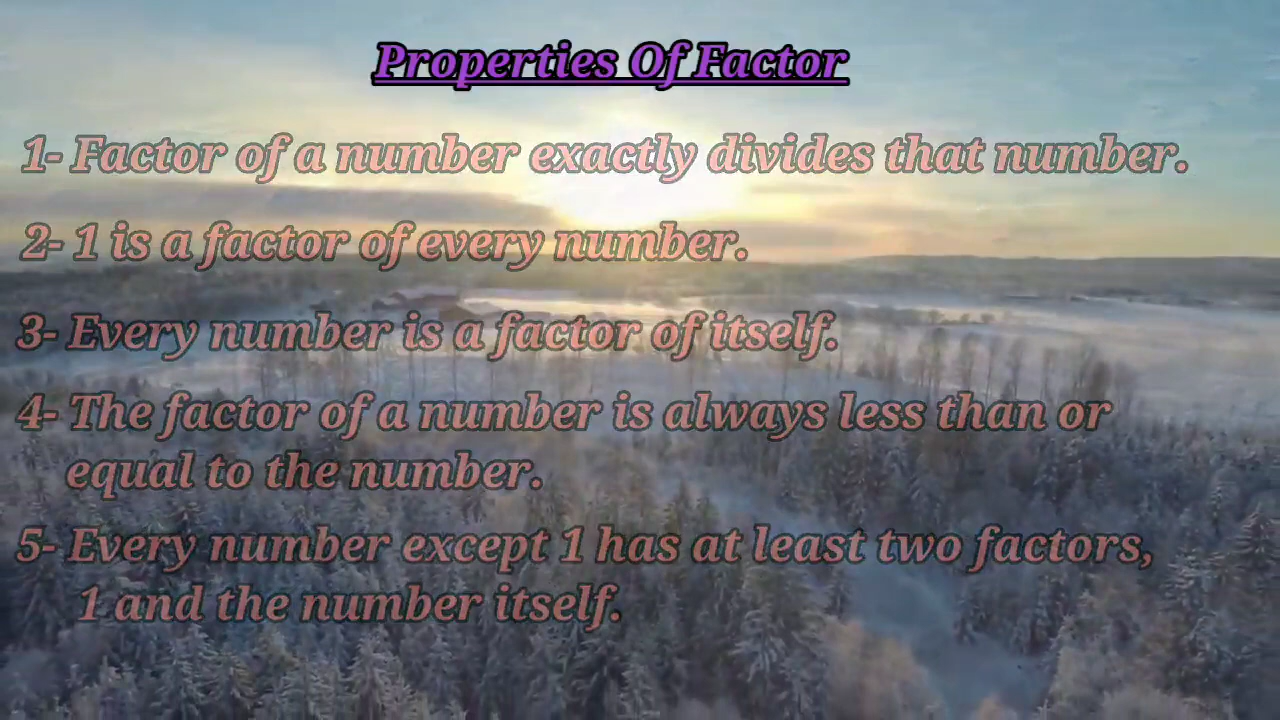 Properties Of Factor
1- Factor of a number exactly divides that number.
2- 1 is a factor of every number.
3- Every number is a factor of itself.
4- The factor of a number is always less than or
equal to the number.
5- Every number except 1 has at least two factors,
1 and the number itself.